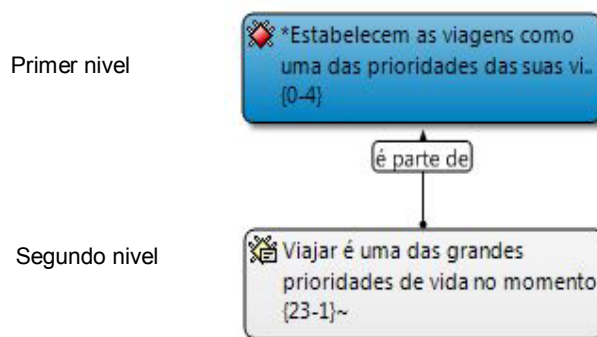 *Estabelecem as viagens como
Primer nivel
uma das prioridades das suas vi..
{0-4}
é parte de
Segundo nivel
Viajar é uma das grandes
prioridades de vida no momento
{23-1}~